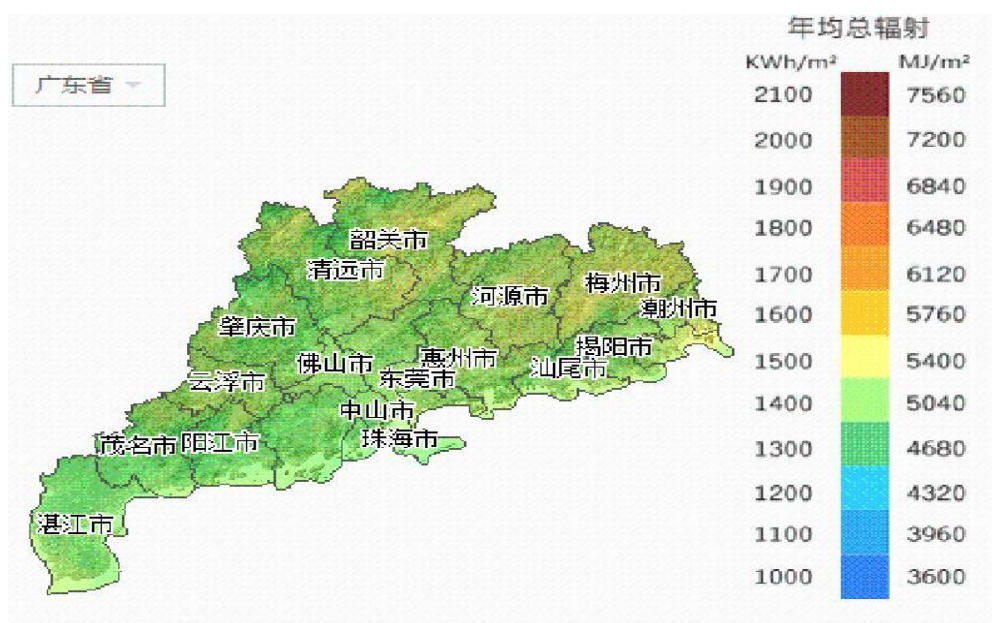 年均总辐射
KWh/m² MJ/m²
广东省
2100 7560
2000 7200
1900 6840
1800 6480
1700 6120
1600 5760
1500 5400
1400 5040
1300 4680
1200 4320
1100 3960
1000 3600
韶关市
清远市
河源市
梅州市
潮州市
肇庆市
揭阳市
佛山市
惠州市
汕尾市
云浮市
东莞市
中山市
茂名市
阳江市
珠海市
湛江市